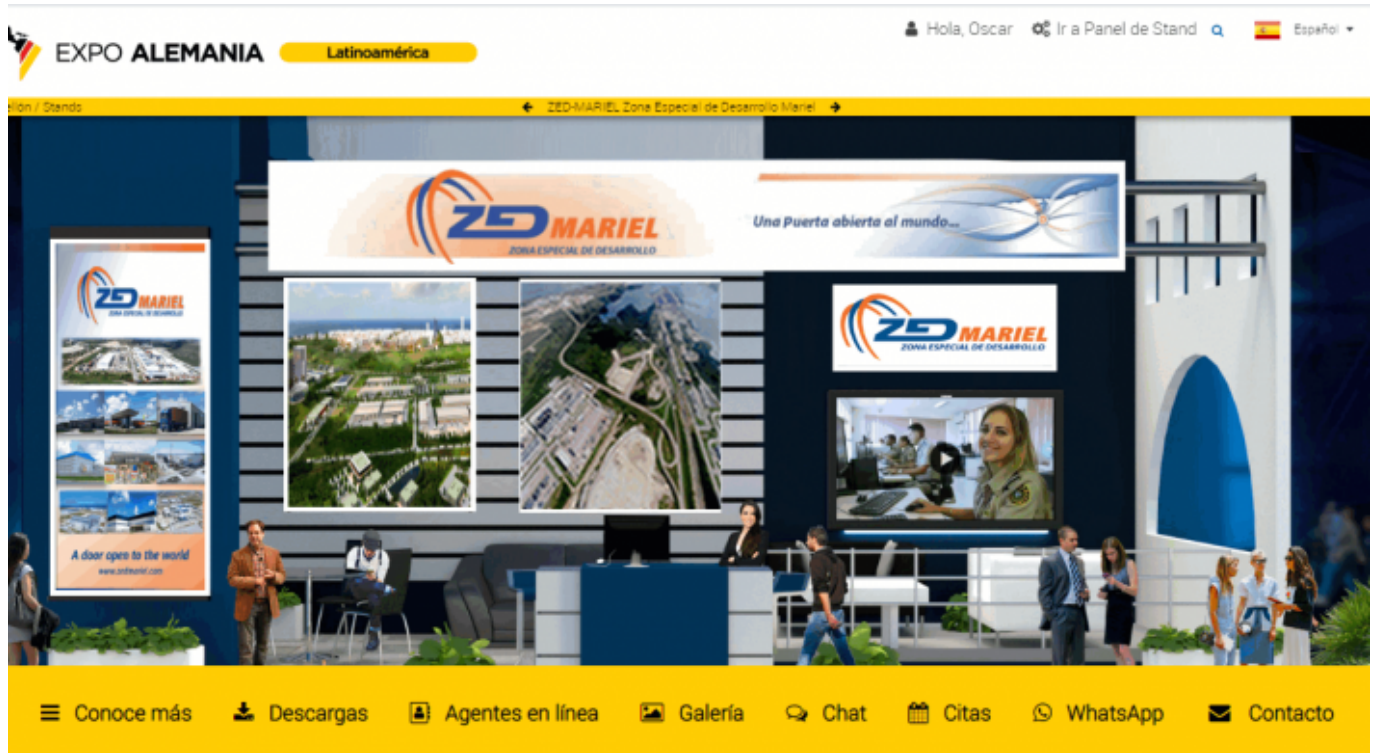 Hola, Oscar Ir a Panel de Stand Español
EXPO ALEMANIA Latinoamérica
/ Stands ZED-MARIEL Zona Especial de Desarrollo Mariel
ZED MARIEL
ZONA ESPECIAL DE DESARROLLO
Una Puerta abierta al mundo...
ZED MARIEL
ZONA ESPECIAL DE DESARROLLO
A door open to the world
www.zedmariel.com
ZED MARIEL
ZONA ESPECIAL DE DESARROLLO
Conoce más Descargas Agentes en línea Galería Chat Citas WhatsApp Contacto